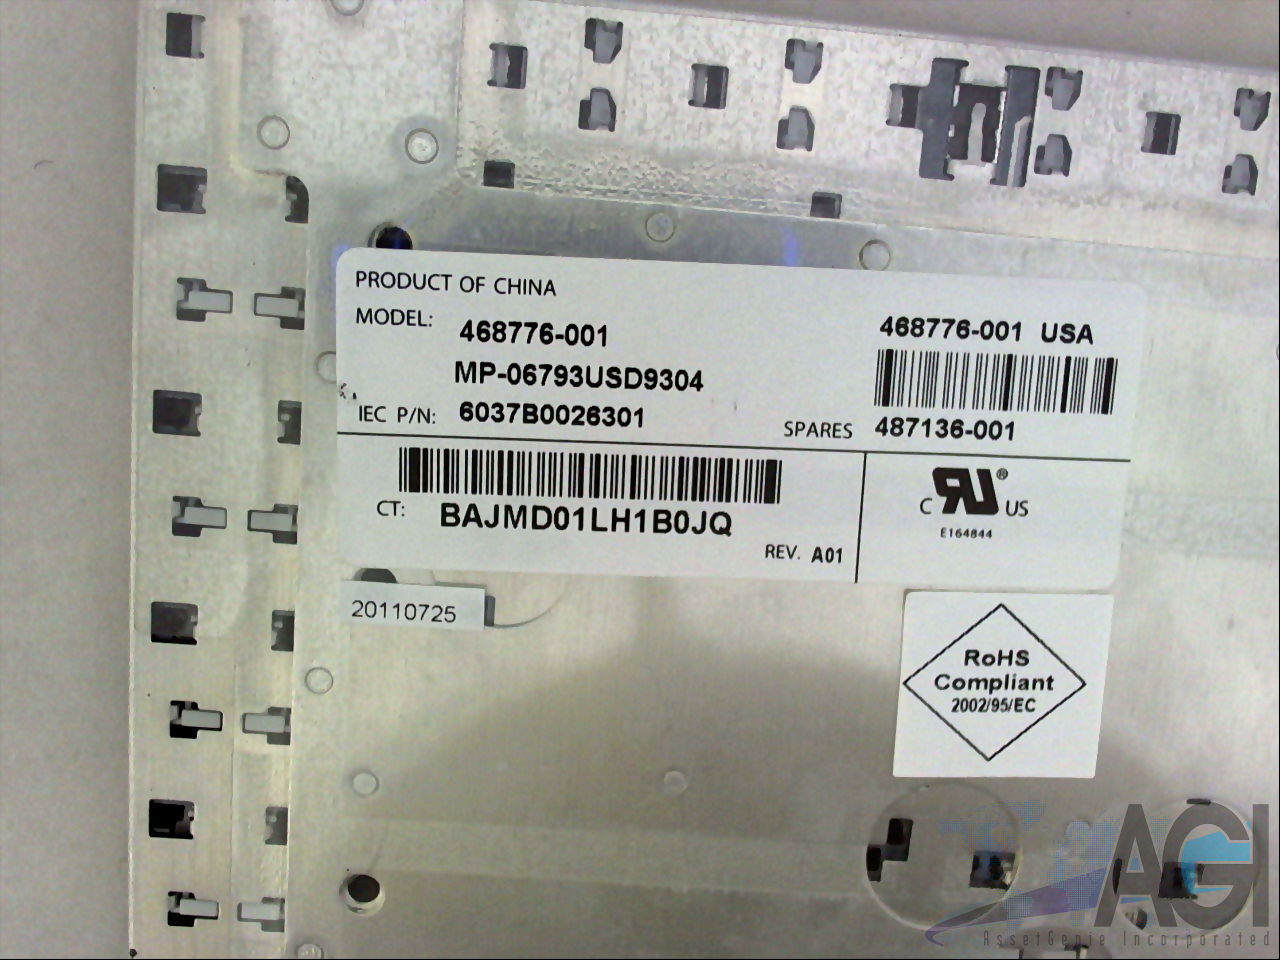 PRODUCT OF CHINA
MODEL: 468776-001
MP-06793USD9304
IEC P/N: 6037B0026301
468776-001 USA
SPARES 487136-001
CT: BAJMD01LH1B0JQ
REV. A01
C RU ® US
E164844
20110725
RoHS
Compliant
2002/95/EC
AGI
AssetGenie Incorporated